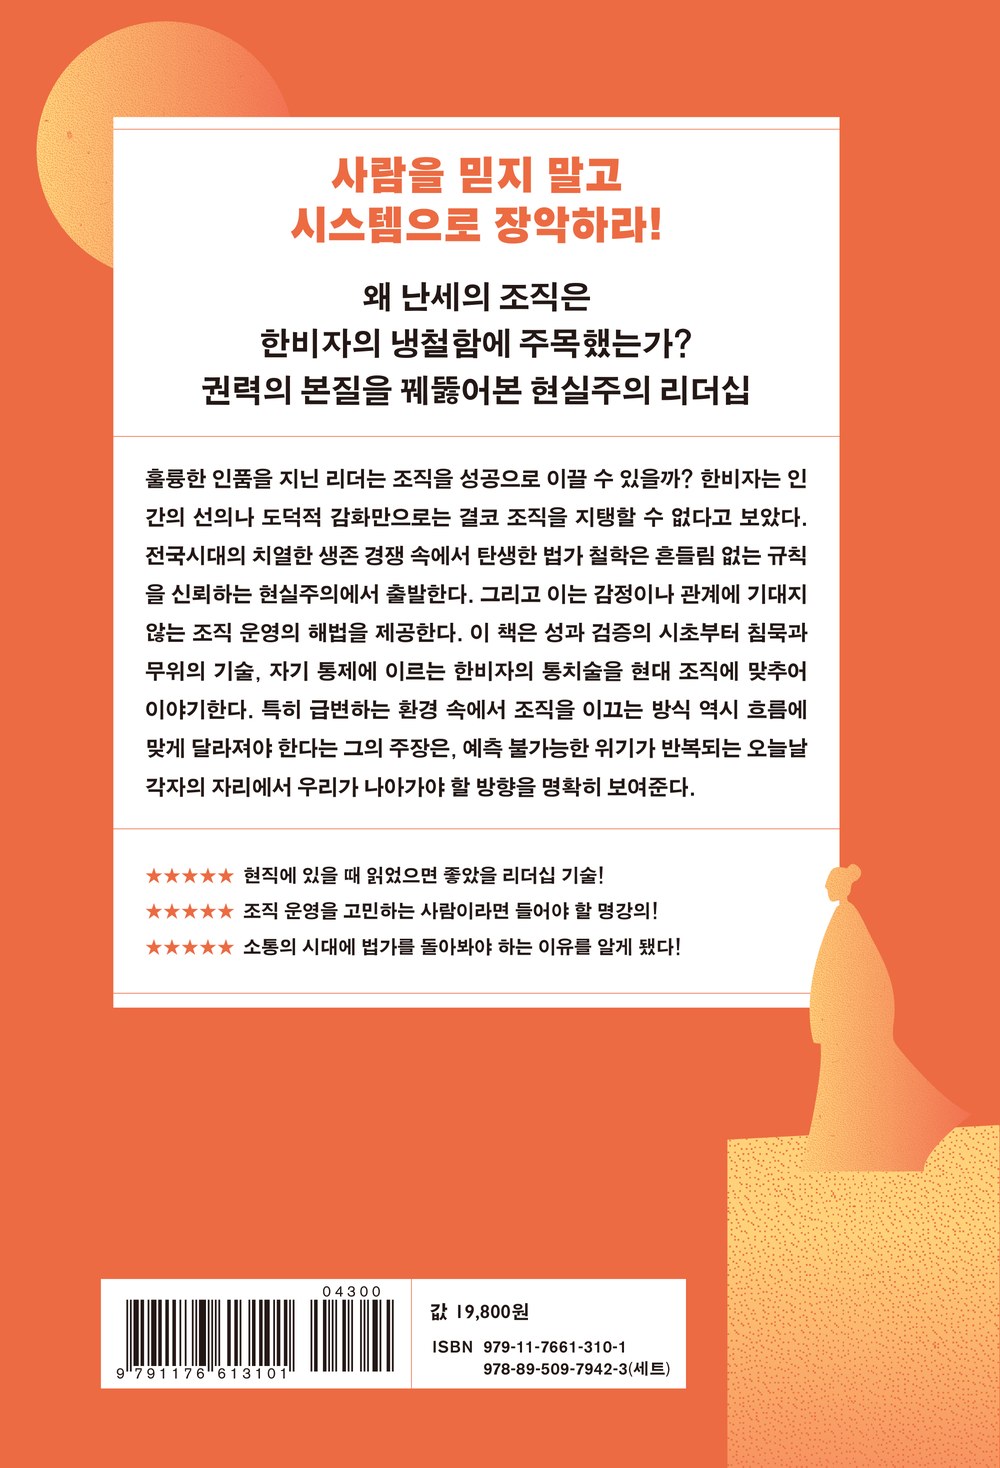 사람을 믿지 말고
시스템으로 장악하라!
왜 난세의 조직은
한비자의 냉철함에 주목했는가?
권력의 본질을 꿰뚫어본 현실주의 리더십
훌륭한 인품을 지닌 리더는 조직을 성공으로 이끌 수 있을까? 한비자는 인
간의 선의나 도덕적 감화만으로는 결코 조직을 지탱할 수 없다고 보았다.
전국시대의 치열한 생존 경쟁 속에서 탄생한 법가 철학은 흔들림 없는 규칙
을 신뢰하는 현실주의에서 출발한다. 그리고 이는 감정이나 관계에 기대지
않는 조직 운영의 해법을 제공한다. 이 책은 성과 검증의 시초부터 침묵과
무위의 기술, 자기 통제에 이르는 한비자의 통치술을 현대 조직에 맞추어
이야기한다. 특히 급변하는 환경 속에서 조직을 이끄는 방식 역시 흐름에
맞게 달라져야 한다는 그의 주장은, 예측 불가능한 위기가 반복되는 오늘날
각자의 자리에서 우리가 나아가야 할 방향을 명확히 보여준다.
★★★★★ 현직에 있을 때 읽었으면 좋았을 리더십 기술!
★★★★★ 조직 운영을 고민하는 사람이라면 들어야 할 명강의!
★★★★★ 소통의 시대에 법가를 돌아봐야 하는 이유를 알게 됐다!
04300
9 791176 613101
값 19,800원
ISBN 979-11-7661-310-1
978-89-509-7942-3(세트)